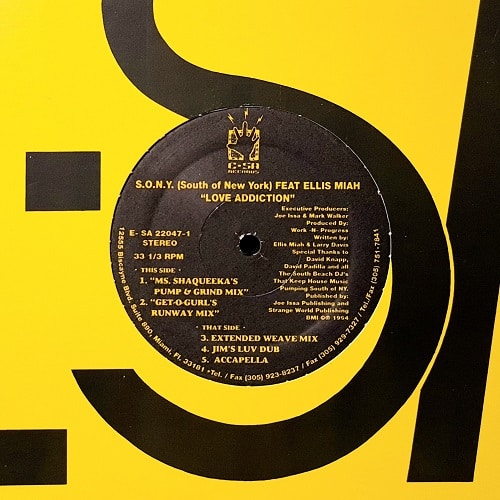 C-SA
RECORDS
S.O.N.Y. (South of New York) FEAT ELLIS MIAH
"LOVE ADDICTION"
E- SA 22047-1
STEREO
33 1/3 RPM
· THIS SIDE ·
1. "MS. SHAQUEEKA'S
PUMP & GRIND MIX"
2. "GET-O-GURL'S
RUNWAY MIX"
· THAT SIDE ·
3. EXTENDED WEAVE MIX
4. JIM'S LUV DUB
5. ACCAPELLA
Executive Producers:
Joe Issa & Mark Walker
Produced By:
Work -N- Progress
Written by:
Ellis Miah & Larry Davis
Special Thanks to
David Knapp,
David Padilla and all
The South Beach DJ's
That Keep House Music
Pumping South of NY.
Published by:
Joe Issa Publishing and
Strange World Publishing
BMI ©® 1994
12555 Biscayne Blvd. Suite 890, Miami, Fl. 33181 • Tel. / Fax (305) 923-8237 / Fax (305) 929-7327 / Tel./Fax (305) 751-7841